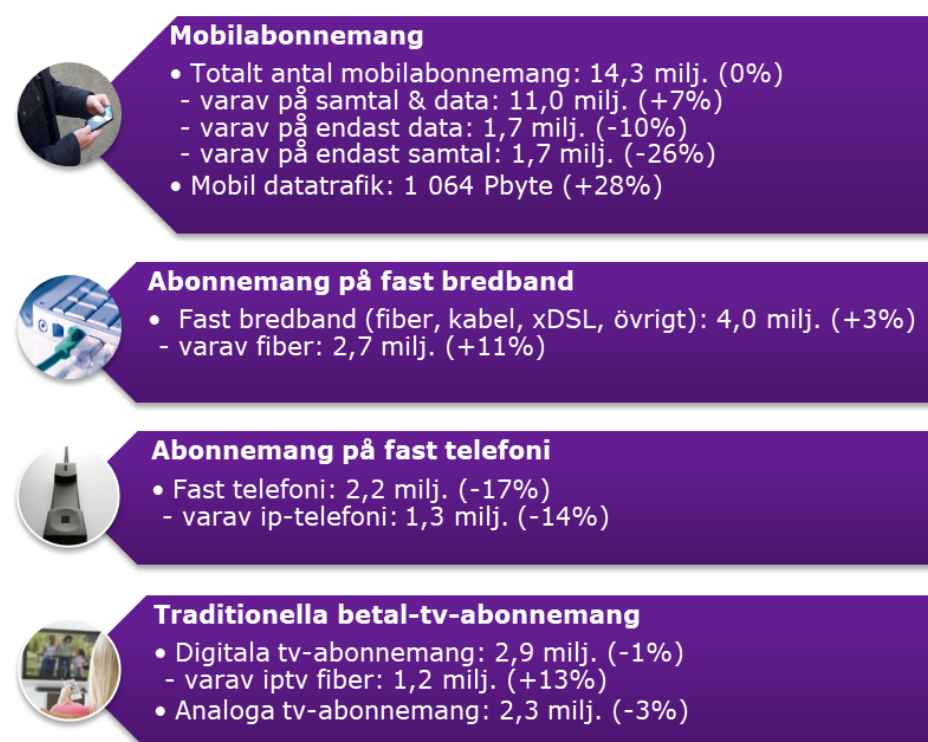 Mobilabonnemang
• Totalt antal mobilabonnemang: 14,3 milj. (0%)
- varav på samtal & data: 11,0 milj. (+7%)
- varav på endast data: 1,7 milj. (-10%)
- varav på endast samtal: 1,7 milj. (-26%)
• Mobil datatrafik: 1 064 Pbyte (+28%)
Abonnemang på fast bredband
• Fast bredband (fiber, kabel, xDSL, övrigt): 4,0 milj. (+3%)
- varav fiber: 2,7 milj. (+11%)
Abonnemang på fast telefoni
• Fast telefoni: 2,2 milj. (-17%)
- varav ip-telefoni: 1,3 milj. (-14%)
Traditionella betal-tv-abonnemang
• Digitala tv-abonnemang: 2,9 milj. (-1%)
- varav iptv fiber: 1,2 milj. (+13%)
• Analoga tv-abonnemang: 2,3 milj. (-3%)